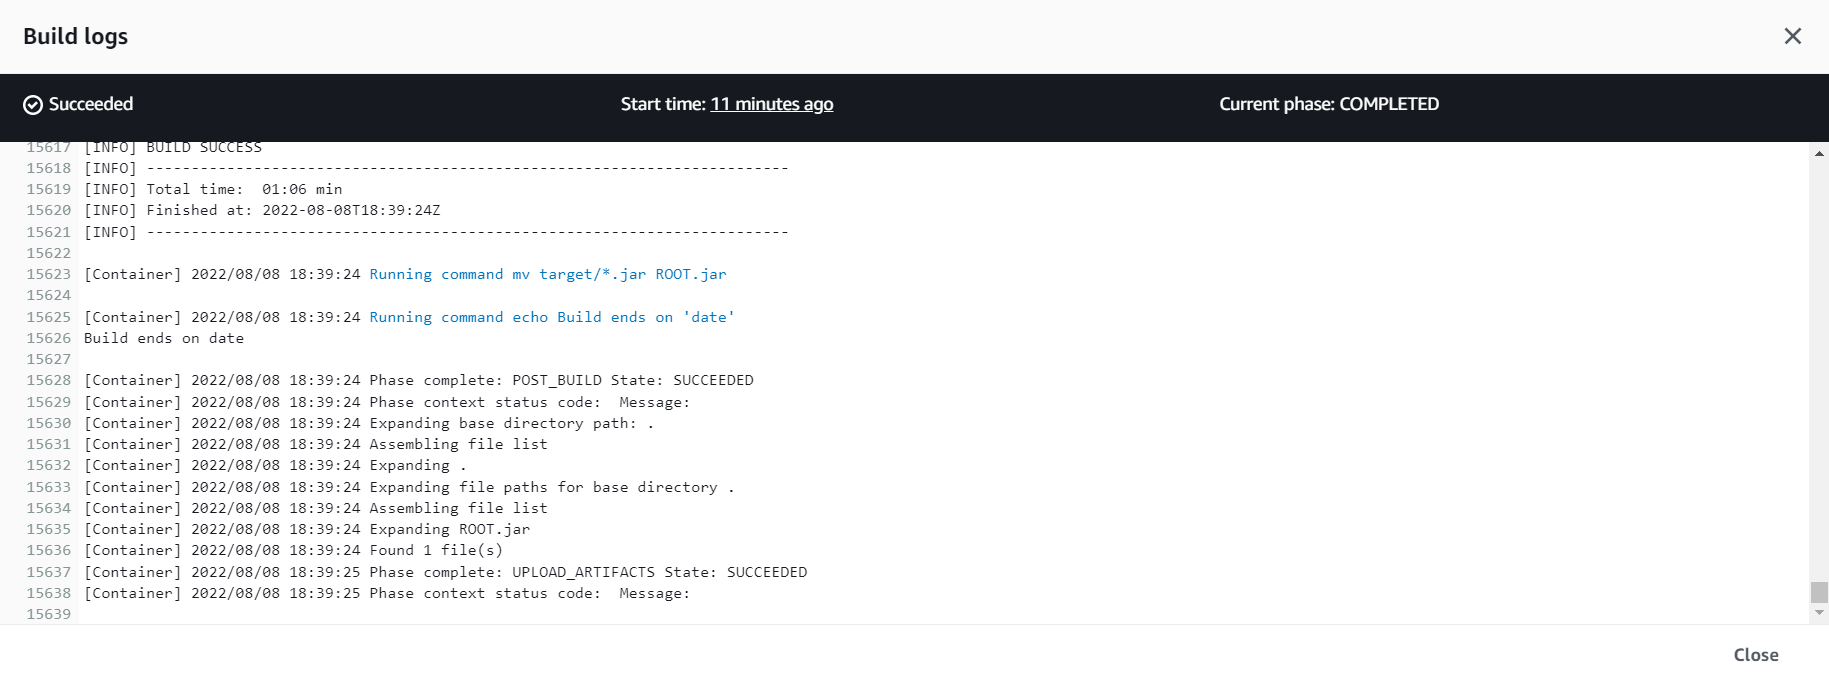 Build logs
Succeeded
Start time: 11 minutes ago
Current phase: COMPLETED
15617 [INFO] BUILD SUCCESS
15618 [INFO] ------------------------------------------------------------------------
15619 [INFO] Total time:  01:06 min
15620 [INFO] Finished at: 2022-08-08T18:39:24Z
15621 [INFO] ------------------------------------------------------------------------
15622
15623 [Container] 2022/08/08 18:39:24 Running command mv target/*.jar ROOT.jar
15624
15625 [Container] 2022/08/08 18:39:24 Running command echo Build ends on 'date'
15626 Build ends on date
15627
15628 [Container] 2022/08/08 18:39:24 Phase complete: POST_BUILD State: SUCCEEDED
15629 [Container] 2022/08/08 18:39:24 Phase context status code:  Message:
15630 [Container] 2022/08/08 18:39:24 Expanding base directory path: .
15631 [Container] 2022/08/08 18:39:24 Assembling file list
15632 [Container] 2022/08/08 18:39:24 Expanding .
15633 [Container] 2022/08/08 18:39:24 Expanding file paths for base directory .
15634 [Container] 2022/08/08 18:39:24 Assembling file list
15635 [Container] 2022/08/08 18:39:24 Expanding ROOT.jar
15636 [Container] 2022/08/08 18:39:24 Found 1 file(s)
15637 [Container] 2022/08/08 18:39:25 Phase complete: UPLOAD_ARTIFACTS State: SUCCEEDED
15638 [Container] 2022/08/08 18:39:25 Phase context status code:  Message:
15639
Close